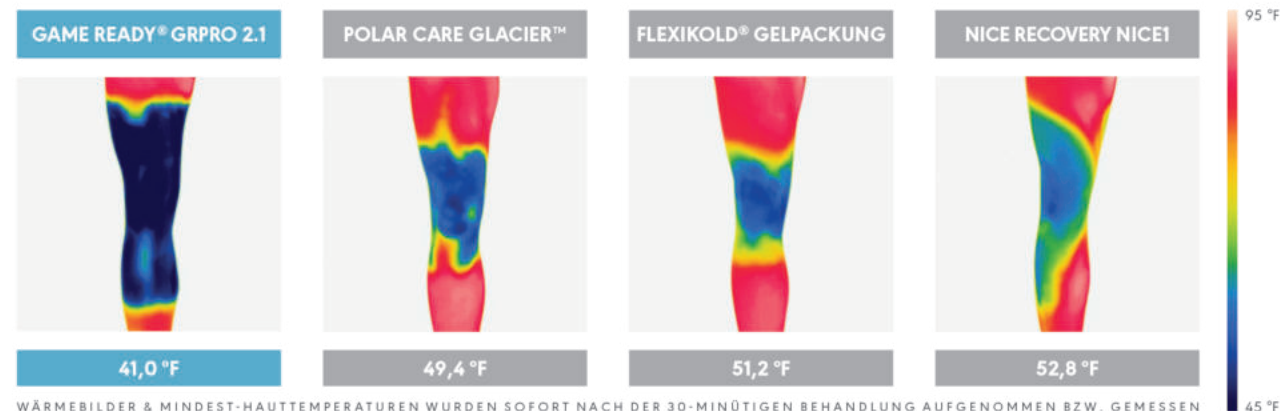 GAME READY® GRPRO 2.1
POLAR CARE GLACIER™
FLEXIKOLD® GELPACKUNG
NICE RECOVERY NICE1
95 °F
41,0 °F
49,4 °F
51,2 °F
52,8 °F
WÄRMEBILDER & MINDEST-HAUTTEMPERATUREN WURDEN SOFORT NACH DER 30-MINÜTIGEN BEHANDLUNG AUFGENOMMEN BZW. GEMESSEN
45 °F